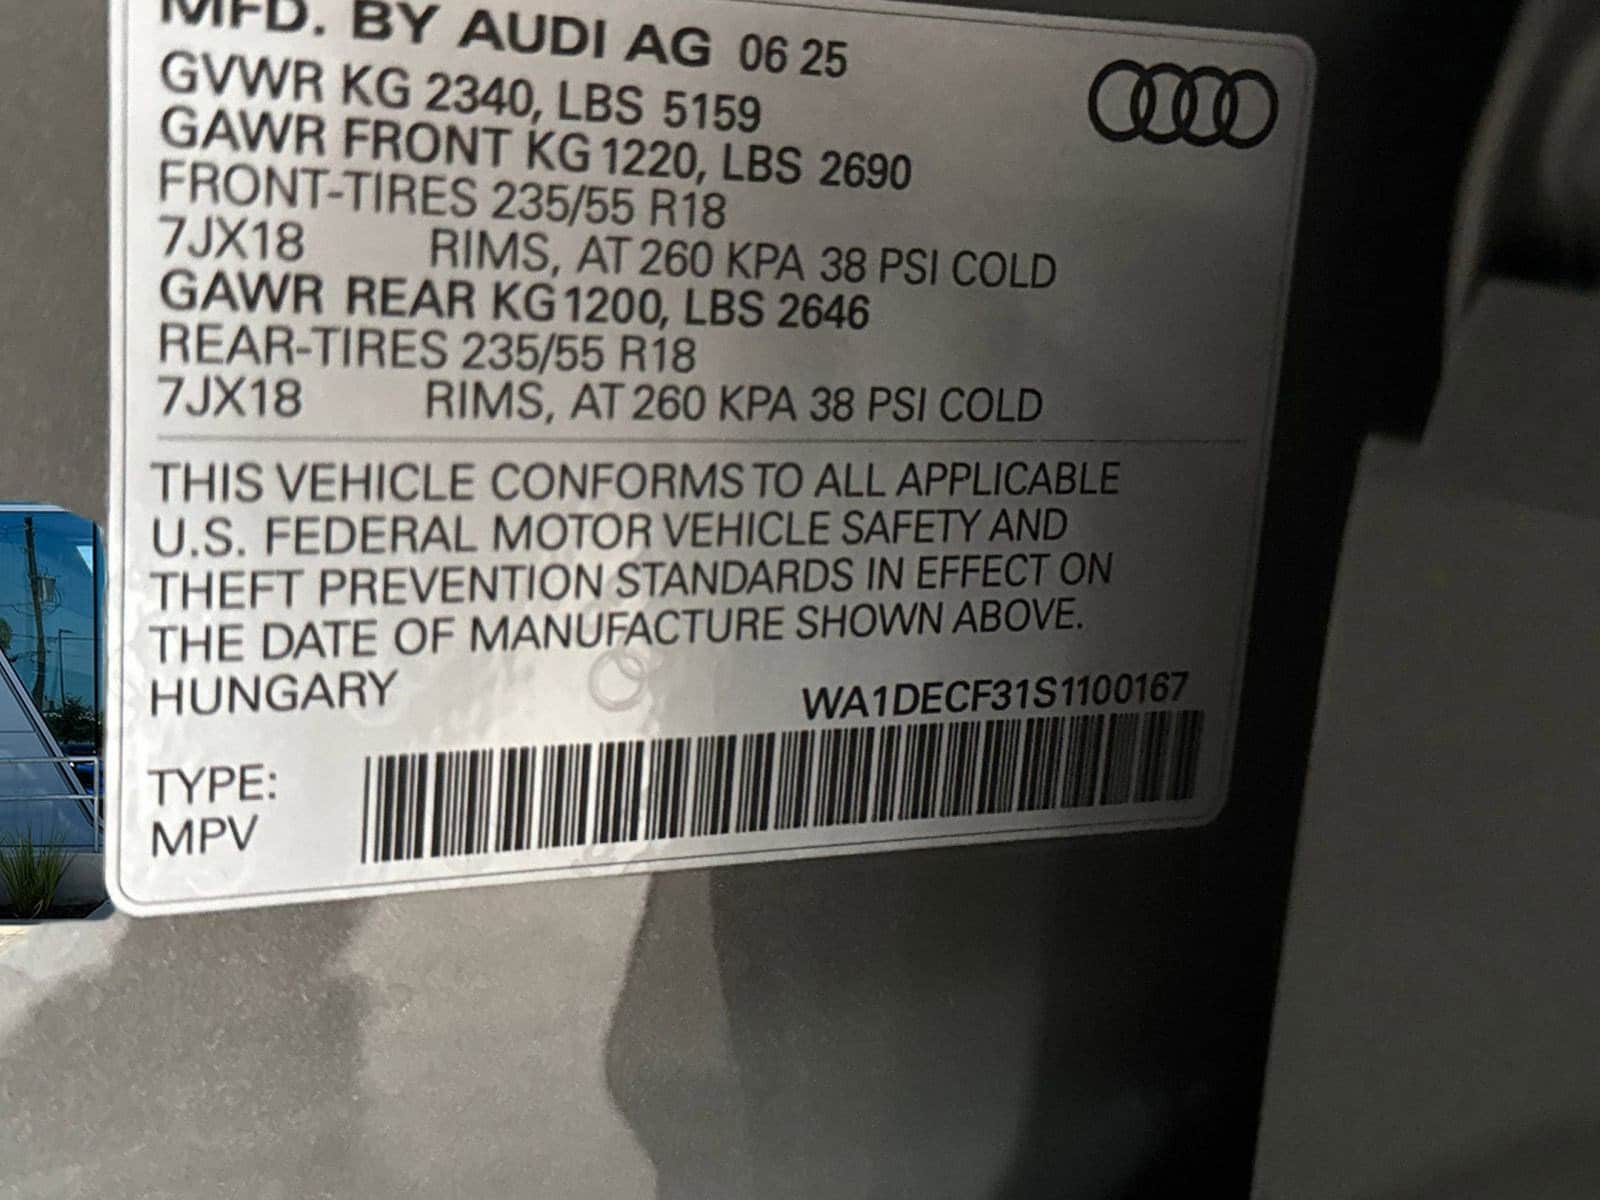 MFD. BY AUDI AG 06 25
GVWR KG 2340, LBS 5159
GAWR FRONT KG 1220, LBS 2690
FRONT-TIRES 235/55 R18
7JX18 RIMS, AT 260 KPA 38 PSI COLD
GAWR REAR KG 1200, LBS 2646
REAR-TIRES 235/55 R18
7JX18 RIMS, AT 260 KPA 38 PSI COLD
THIS VEHICLE CONFORMS TO ALL APPLICABLE
U.S. FEDERAL MOTOR VEHICLE SAFETY AND
THEFT PREVENTION STANDARDS IN EFFECT ON
THE DATE OF MANUFACTURE SHOWN ABOVE.
HUNGARY WA1DECF31S1100167
TYPE:
MPV